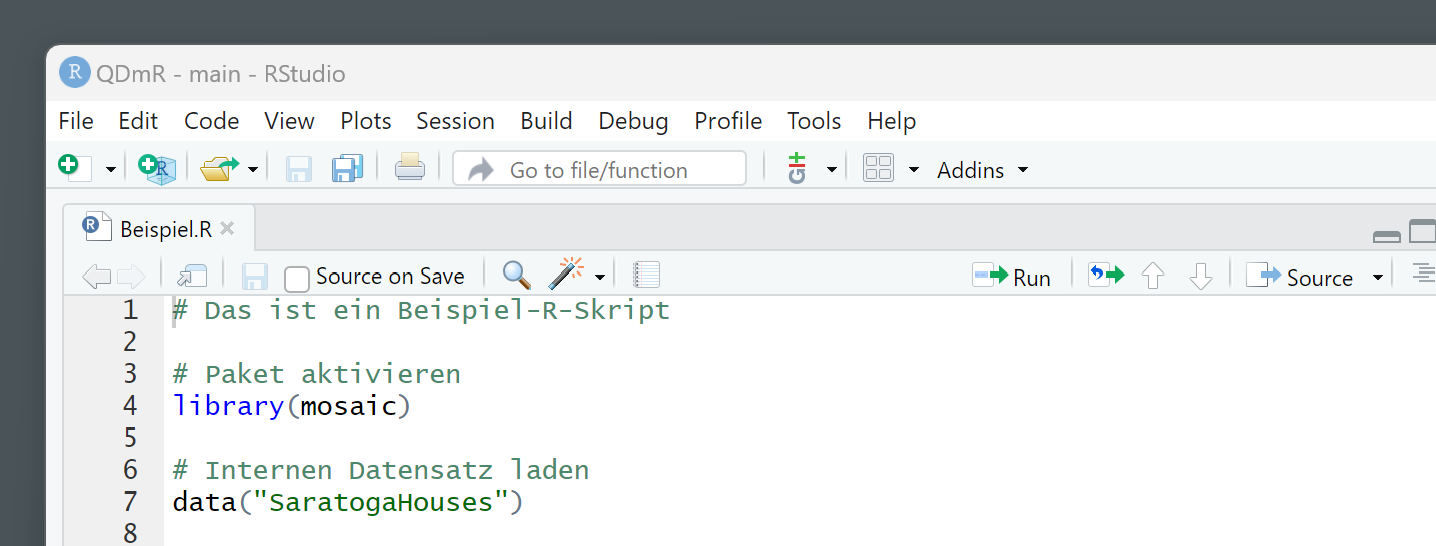 QDmR - main - RStudio
File Edit Code View Plots Session Build Debug Profile Tools Help
Go to file/function Addins
Beispiel.R
Source on Save Run Source
1 # Das ist ein Beispiel-R-Skript
2
3 # Paket aktivieren
4 library(mosaic)
5
6 # Internen Datensatz laden
7 data("SaratogaHouses")
8